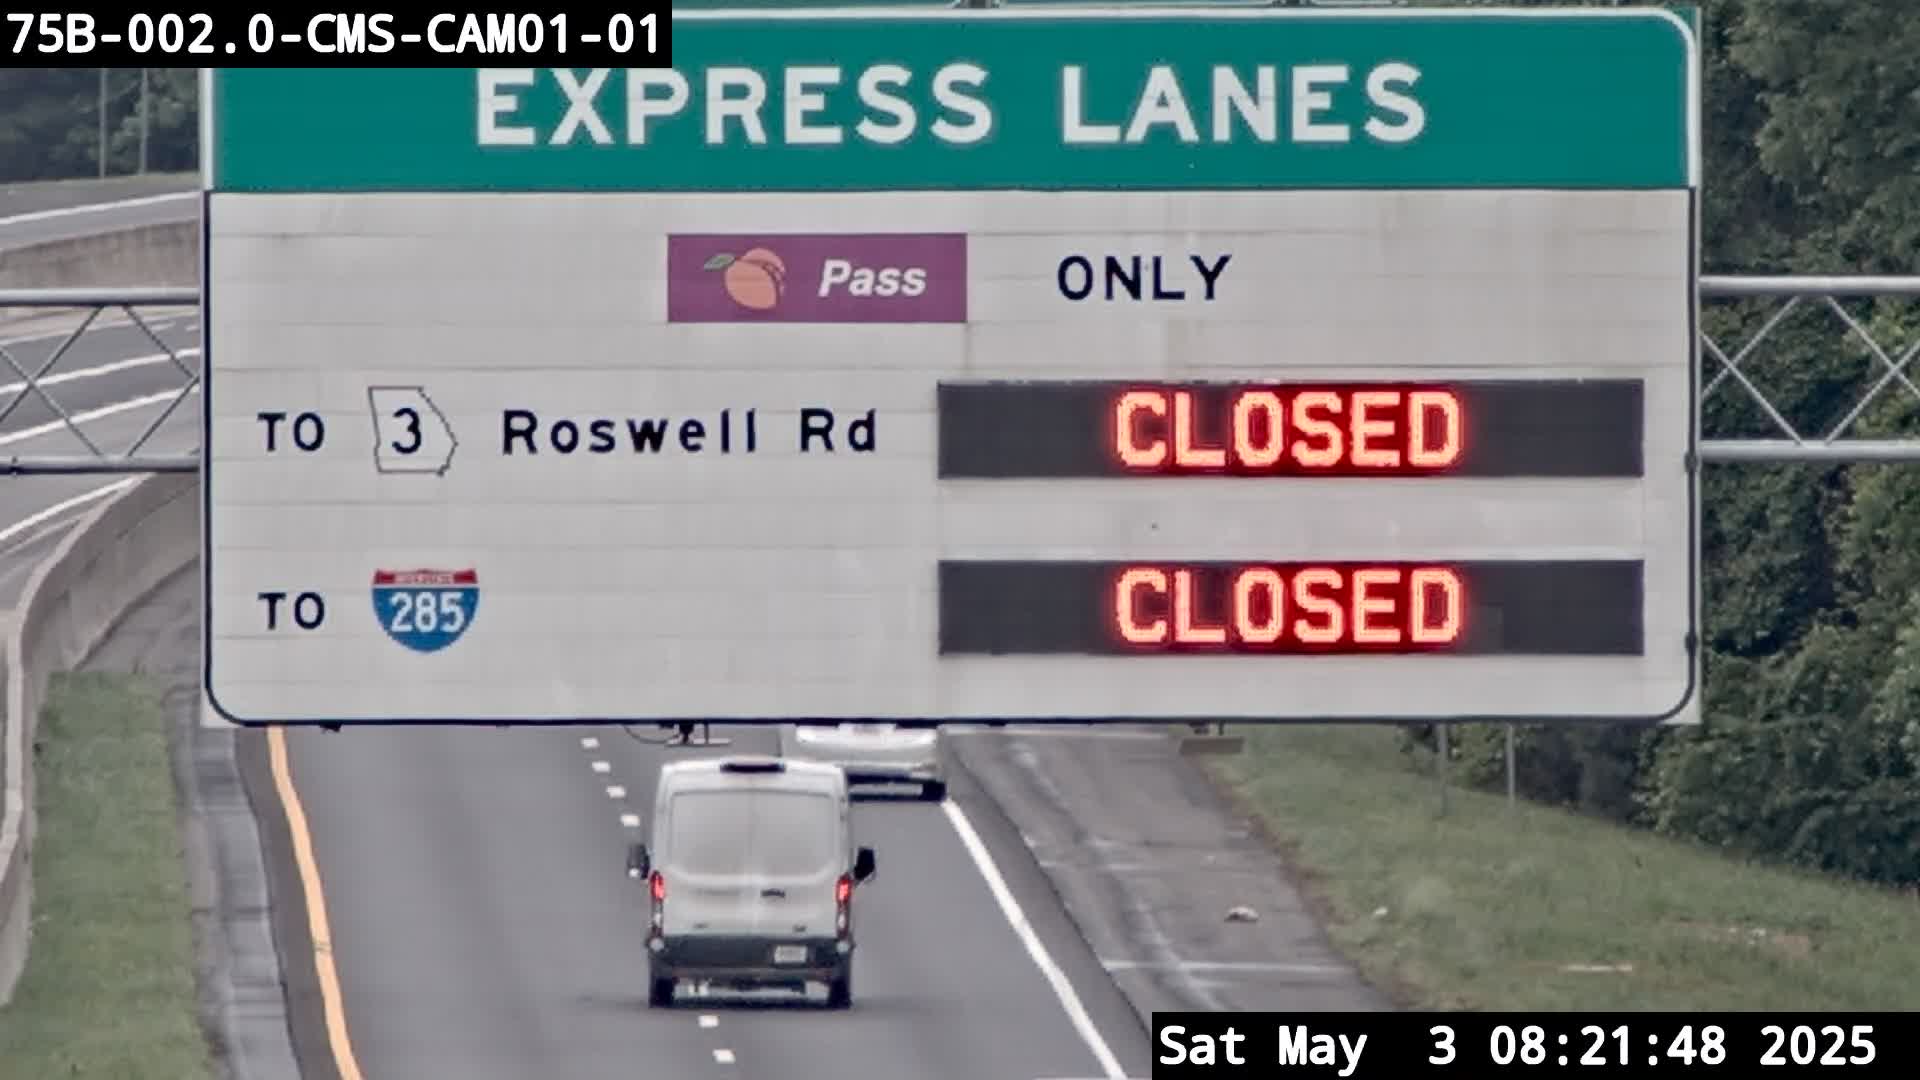 75B-002.0-CMS-CAM01-01
EXPRESS LANES
Pass ONLY
TO 3 Roswell Rd CLOSED
TO 285 CLOSED
Sat May 3 08:21:48 2025